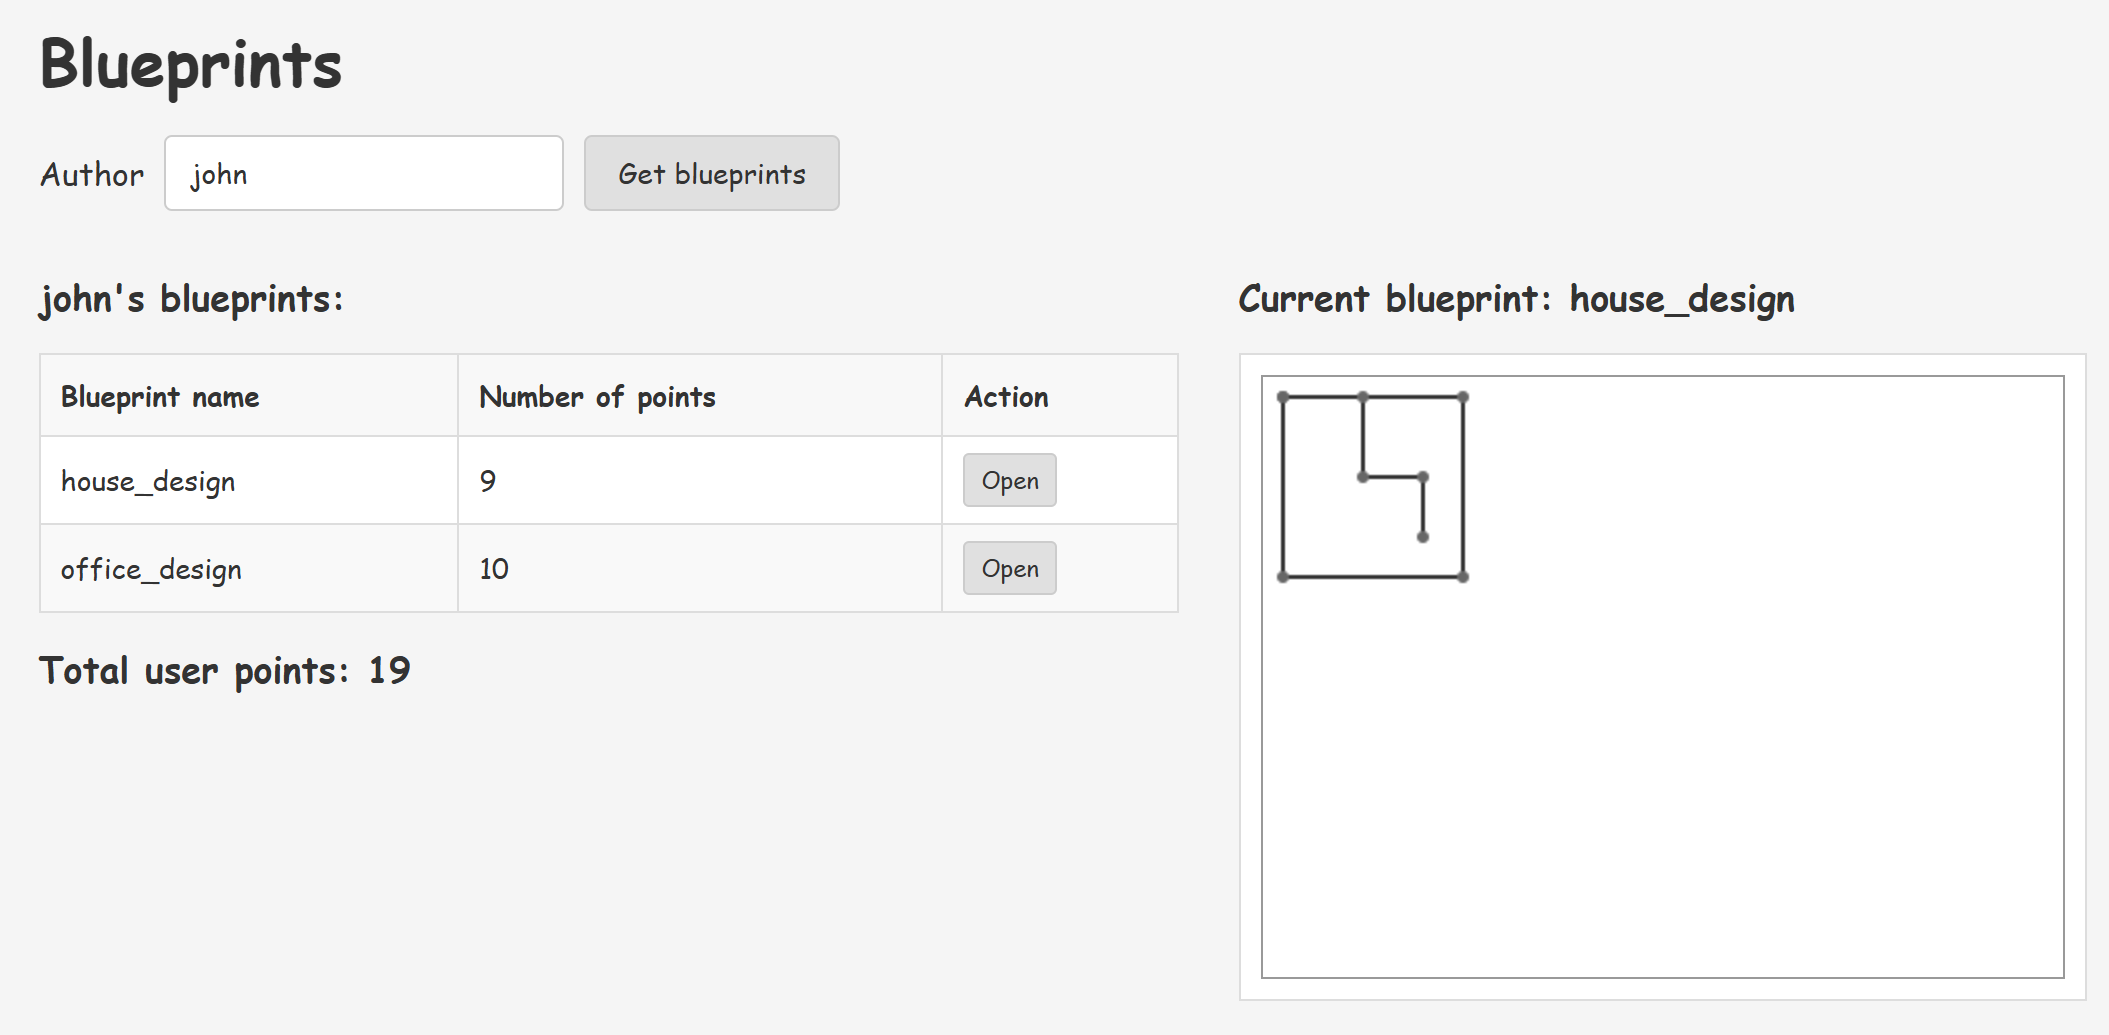 Blueprints
Author john Get blueprints
john's blueprints:
Blueprint name Number of points Action
house_design 9 Open
office_design 10 Open
Total user points: 19
Current blueprint: house_design